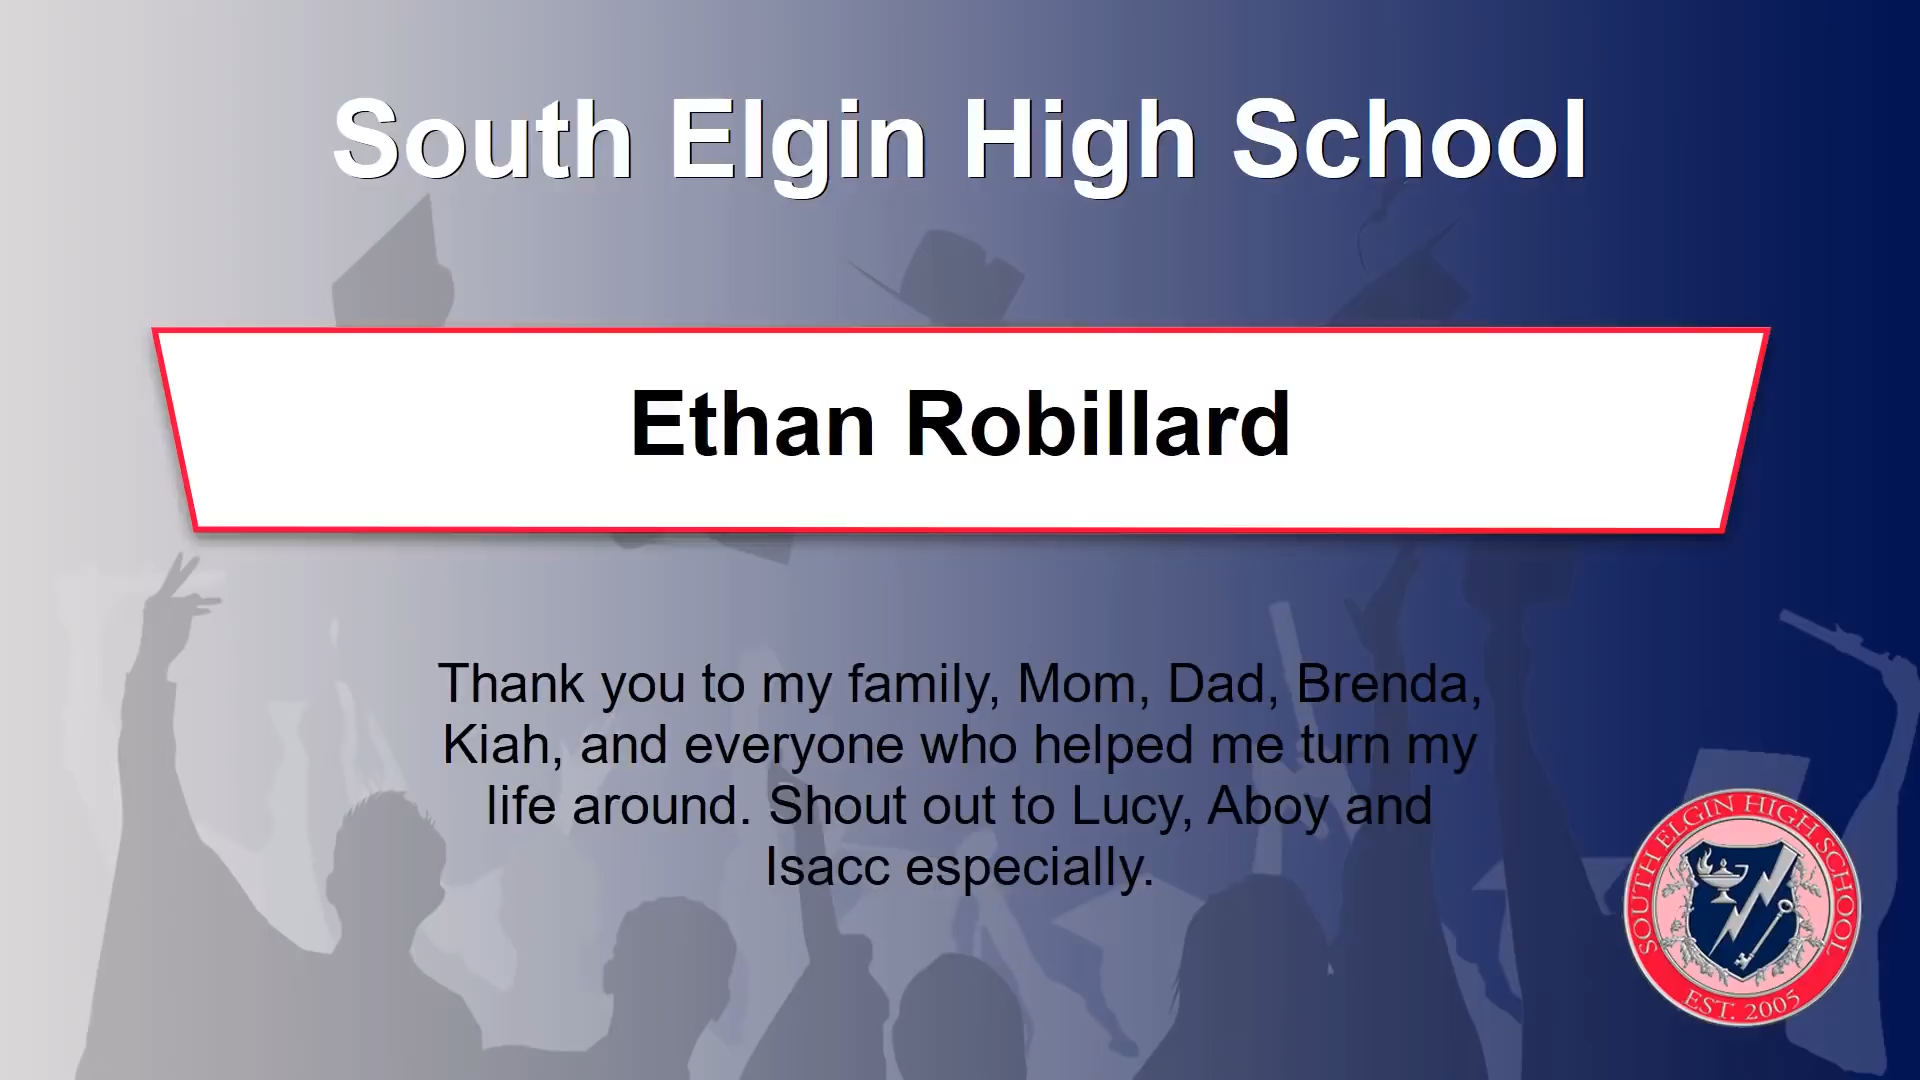 South Elgin High School
Ethan Robillard
Thank you to my family, Mom, Dad, Brenda,
Kiah, and everyone who helped me turn my
life around. Shout out to Lucy, Aboy and
Isacc especially.
SOUTH ELGIN HIGH SCHOOL
EST. 2005